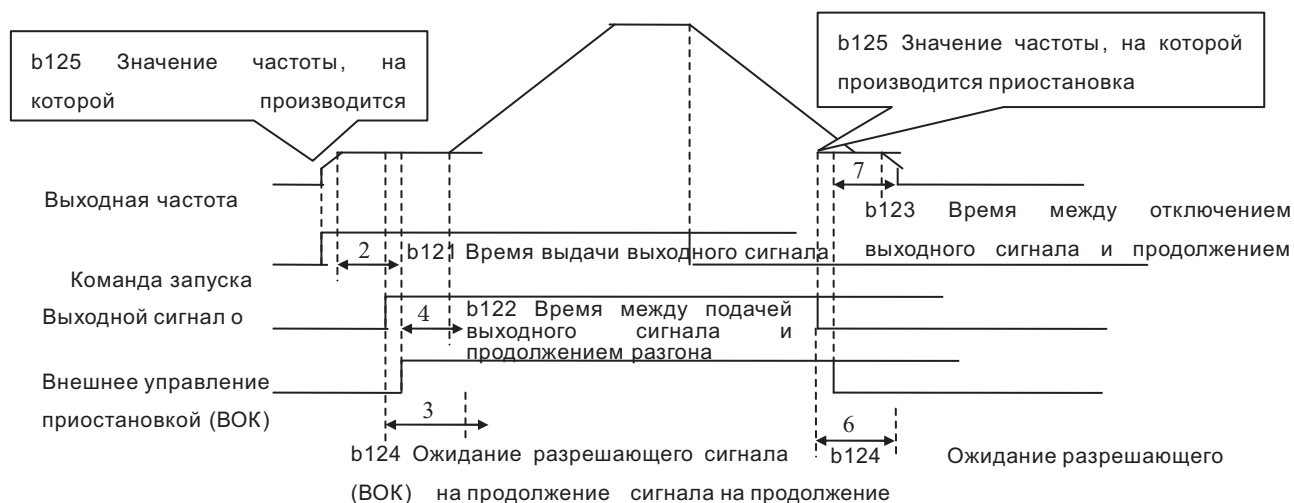 b125 Значение частоты, на
которой производится
b125 Значение частоты, на которой
производится приостановка
7
Выходная частота
b123 Время между отключением
выходного сигнала и продолжением
2
b121 Время выдачи выходного сигнала
Команда запуска
Выходной сигнал о
4
b122 Время между подачей
выходного сигнала и
продолжением разгона
Внешнее управление
приостановкой (ВОК)
3
6
b124 Ожидание разрешающего сигнала
(ВОК) на продолжение сигнала на продолжение
b124 Ожидание разрешающего